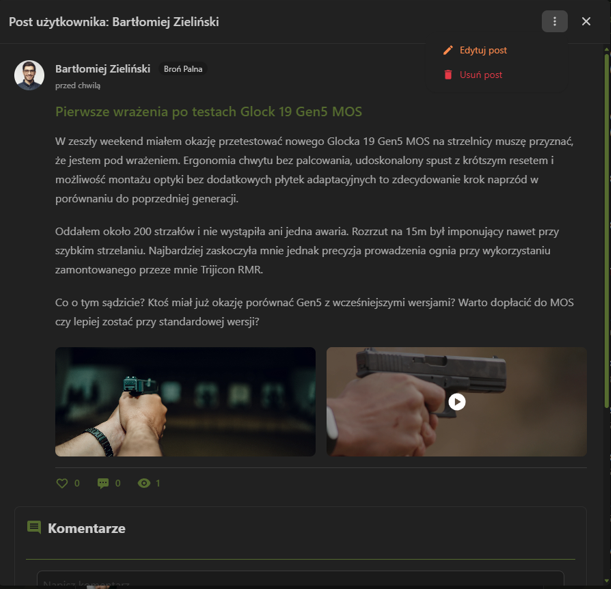 Post użytkownika: Bartłomiej Zieliński
Edytuj post
Usuń post
Bartłomiej Zieliński Broń Palna
przed chwilą
Pierwsze wrażenia po testach Glock 19 Gen5 MOS
W zeszły weekend miałem okazję przetestować nowego Glocka 19 Gen5 MOS na strzelnicy muszę przyznać,
że jestem pod wrażeniem. Ergonomia chwytu bez palcowania, udoskonalony spust z krótszym resetem i
możliwość montażu optyki bez dodatkowych płytek adaptacyjnych to zdecydowanie krok naprzód w
porównaniu do poprzedniej generacji.
Oddałem około 200 strzałów i nie wystąpiła ani jedna awaria. Rozrzut na 15m był imponujący nawet przy
szybkim strzelaniu. Najbardziej zaskoczyła mnie jednak precyzja prowadzenia ognia przy wykorzystaniu
zamontowanego przeze mnie Trijicon RMR.
Co o tym sądzicie? Ktoś miał już okazję porównać Gen5 z wcześniejszymi wersjami? Warto dopłacić do MOS
czy lepiej zostać przy standardowej wersji?
0 0 1
Komentarze
Napisz komentarz